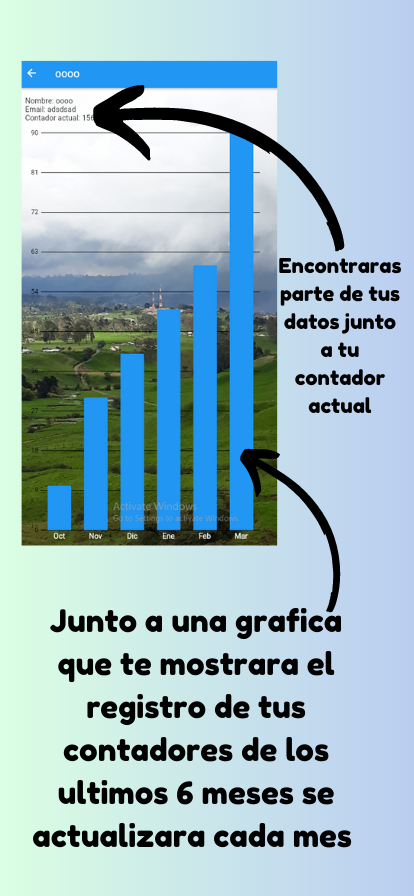 oooo
Nombre: oooo
Email: adsdsad
Contador actual: 156
90
81
72
63
54
27
18
Oct
Nov
Dic
Ene
Feb
Mar
Activate Windows
Go to Settings to activate Windows.
Encontraras
parte de tus
datos junto
a tu
contador
actual
Junto a una grafica
que te mostrara el
registro de tus
contadores de los
ultimos 6 meses se
actualizara cada mes